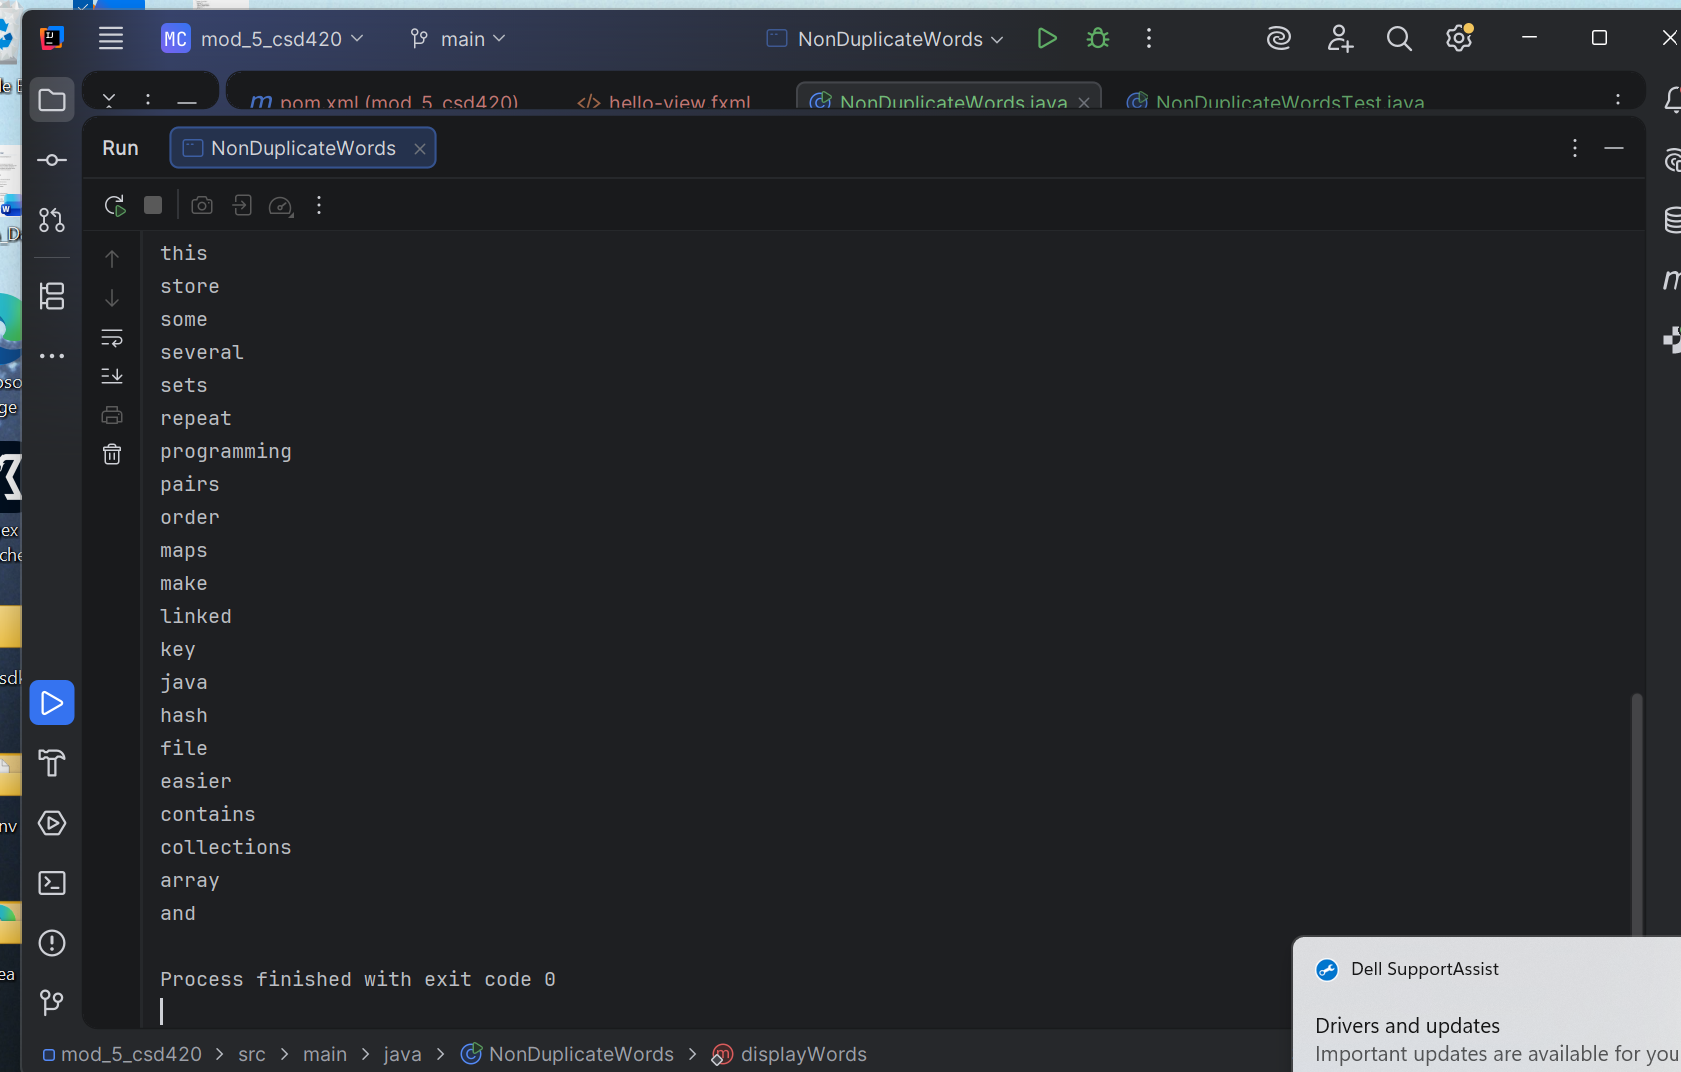 MC mod_5_csd420 main NonDuplicateWords
m pom.xml (mod_5_csd420) </> hello-view.fxml NonDuplicateWords.java NonDuplicateWordsTest.java
Run NonDuplicateWords
this
store
some
several
sets
repeat
programming
pairs
order
maps
make
linked
key
java
hash
file
easier
contains
collections
array
and
Process finished with exit code 0
mod_5_csd420 > src > main > java > NonDuplicateWords > displayWords
Dell SupportAssist
Drivers and updates
Important updates are available for you